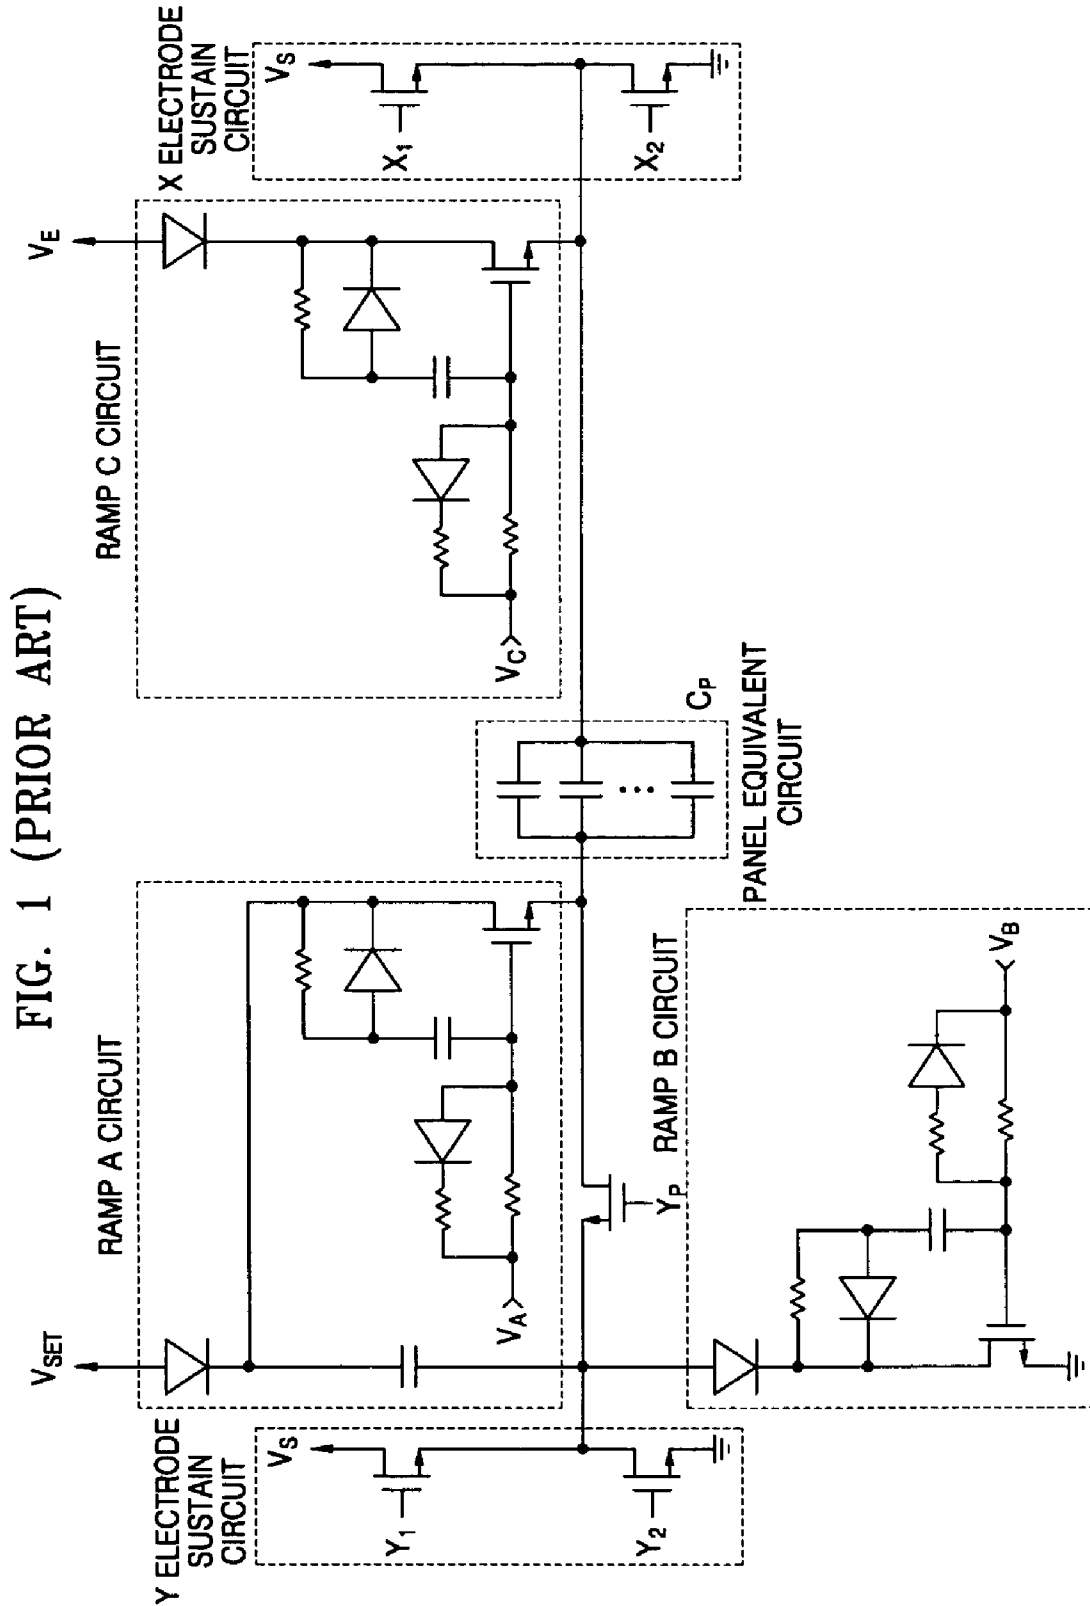 FIG. 1 (PRIOR ART)
Y ELECTRODE
SUSTAIN
CIRCUIT
VS
Y1
Y2
VSET
RAMP A CIRCUIT
VA
YP
RAMP B CIRCUIT
VB
PANEL EQUIVALENT
CIRCUIT
CP
RAMP C CIRCUIT
VC
VE
X ELECTRODE
SUSTAIN
CIRCUIT
VS
X1
X2